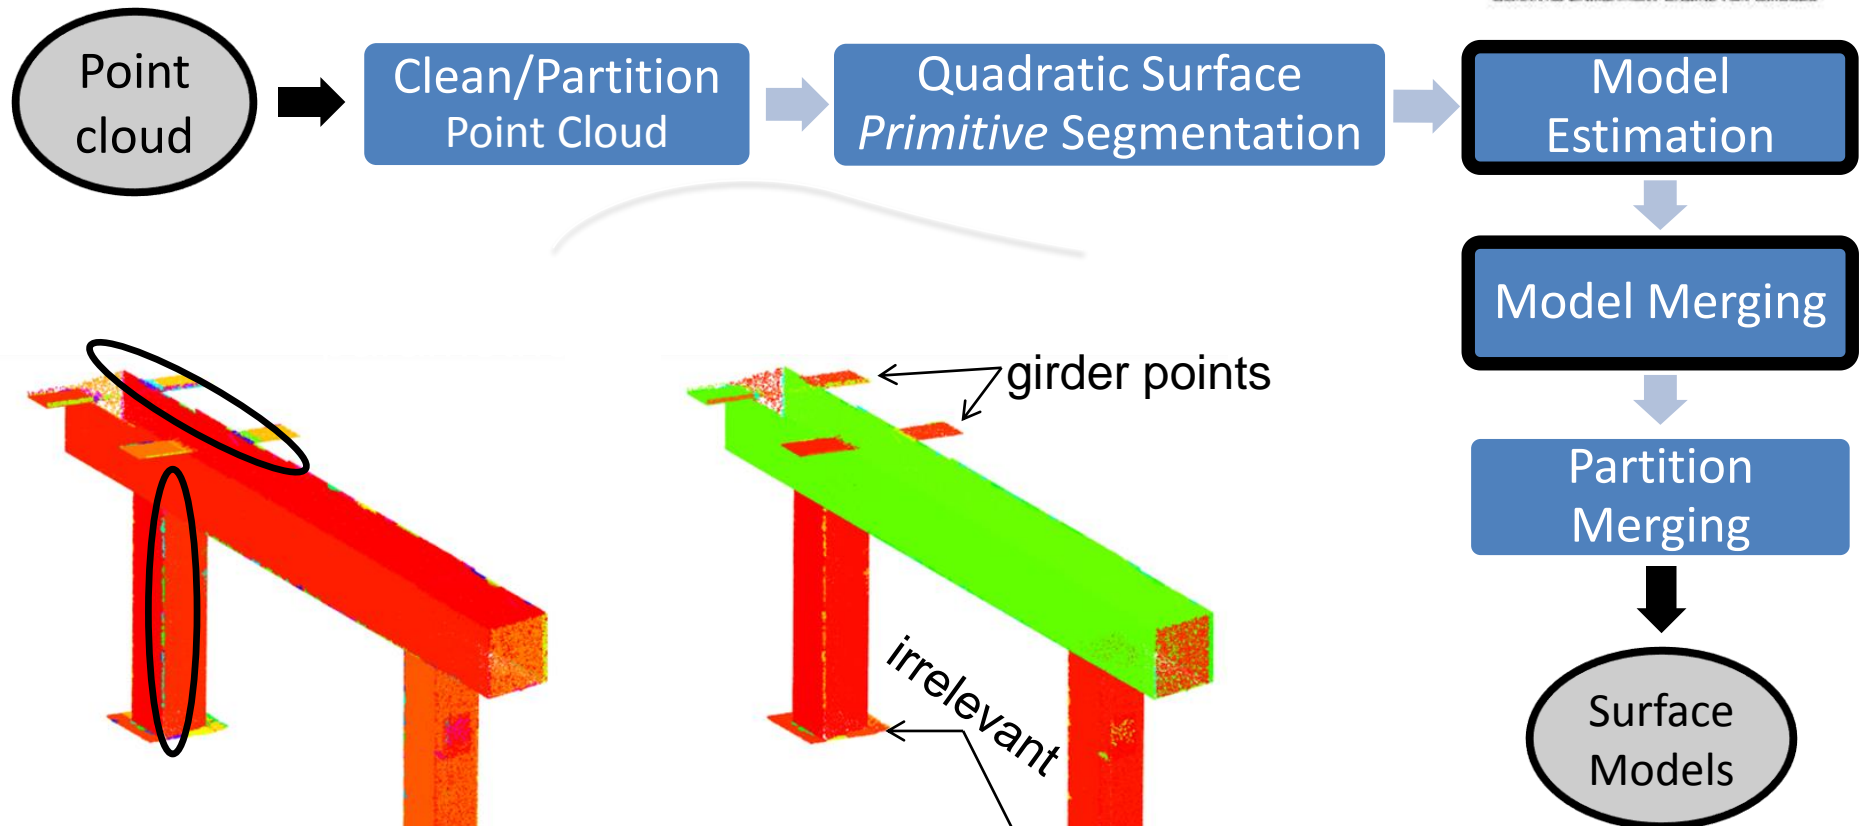 Point
cloud
Clean/Partition
Point Cloud
Quadratic Surface
Primitive Segmentation
Model
Estimation
Model Merging
Partition
Merging
Surface
Models
girder points
irrelevant